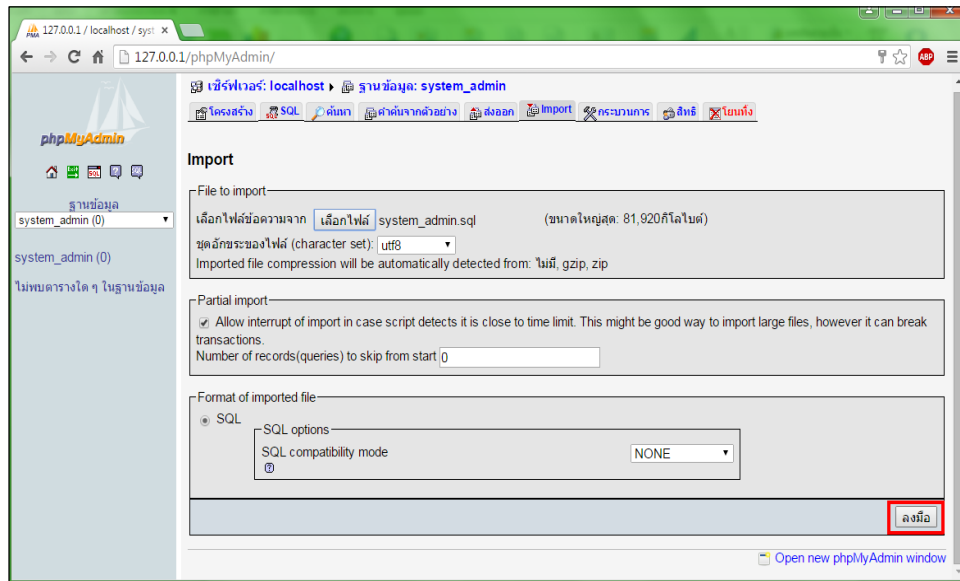 127.0.0.1 / localhost / syst
127.0.0.1/phpMyAdmin/
ABP
phpMyAdmin
ฐานข้อมูล
system_admin (0)
system_admin (0)
ไม่พบตารางใด ๆ ในฐานข้อมูล
เซิร์ฟเวอร์: localhost ▸ ฐานข้อมูล: system_admin
โครงสร้าง SQL ค้นหา คำค้นจากตัวอย่าง ส่งออก Import กระบวนการ สิทธิ โยนทิ้ง
Import
File to import
เลือกไฟล์ข้อความจาก เลือกไฟล์ system_admin.sql (ขนาดใหญ่สุด: 81,920กิโลไบต์)
ชุดอักขระของไฟล์ (character set): utf8
Imported file compression will be automatically detected from: ไม่มี, gzip, zip
Partial import
Allow interrupt of import in case script detects it is close to time limit. This might be good way to import large files, however it can break
transactions.
Number of records(queries) to skip from start 0
Format of imported file
SQL
SQL options
SQL compatibility mode NONE
ลงมือ
Open new phpMyAdmin window